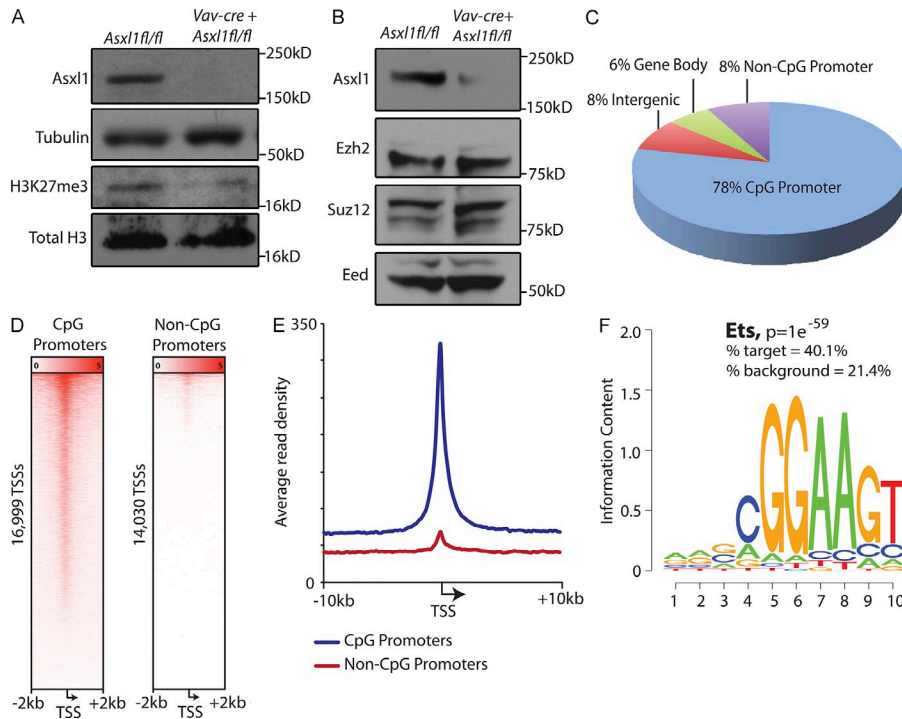 A
Asxl1fl/fl
Vav-cre +
Asxl1fl/fl
250kD
Asxl1
150kD
Tubulin
50kD
H3K27me3
16kD
Total H3
16kD
B
Asxl1fl/fl
Vav-cre+
Asxl1fl/fl
250kD
Asxl1
150kD
Ezh2
75kD
Suz12
75kD
Eed
50kD
C
6% Gene Body
8% Non-CpG Promoter
8% Intergenic
78% CpG Promoter
D
CpG
Promoters
Non-CpG
Promoters
0 5
0 5
16,999 TSSs
14,030 TSSs
-2kb TSS +2kb
-2kb TSS +2kb
E
350
Average read density
0
-10kb TSS +10kb
CpG Promoters
Non-CpG Promoters
F
Ets, p=1e-59
% target = 40.1%
% background = 21.4%
Information Content
2.0
1.5
1.0
0.5
0
CGGAAGT
1 2 3 4 5 6 7 8 9 10